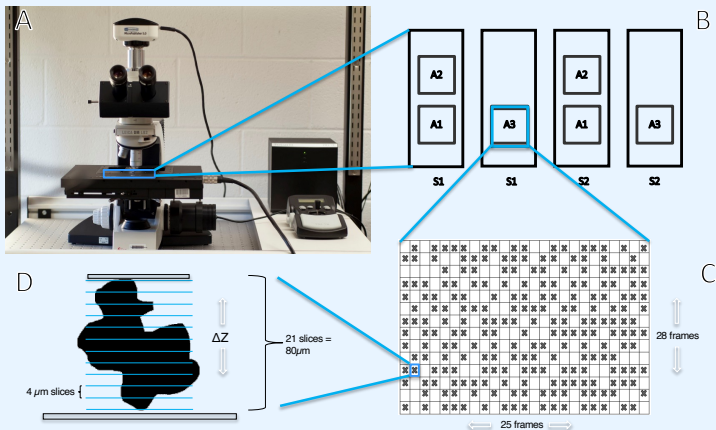 A
B
A2
A2
A1
A3
A1
A3
S1
S1
S2
S2
C
D
ΔZ
21 slices =
80µm
4 µm slices
28 frames
25 frames